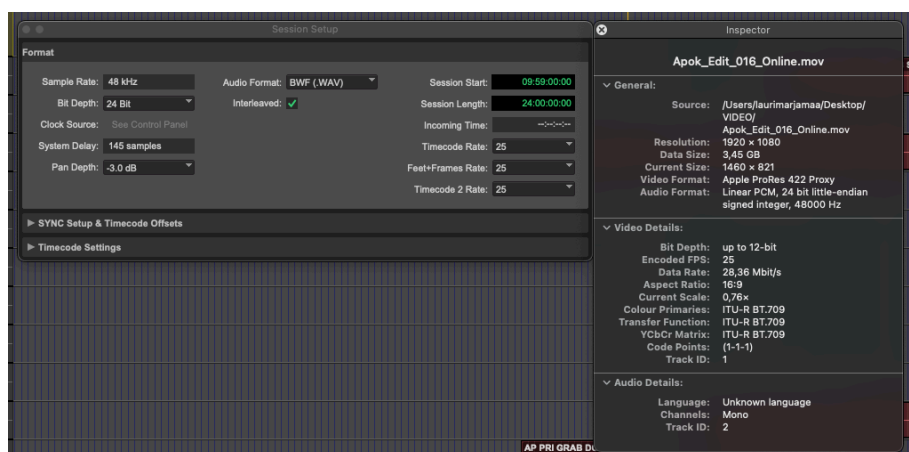 Session Setup
Format
Sample Rate: 48 kHz
Bit Depth: 24 Bit
Clock Source: See Control Panel
System Delay: 145 samples
Pan Depth: -3.0 dB
Audio Format: BWF (.WAV)
Interleaved:
Session Start: 09:59:00:00
Session Length: 24:00:00:00
Incoming Time: --:--:--:--
Timecode Rate: 25
Feet+Frames Rate: 25
Timecode 2 Rate: 25
SYNC Setup & Timecode Offsets
Timecode Settings
Inspector
Apok_Edit_016_Online.mov
General:
Source: /Users/laurimarjamaa/Desktop/
VIDEO/
Apok_Edit_016_Online.mov
Resolution: 1920 × 1080
Data Size: 3,45 GB
Current Size: 1460 × 821
Video Format: Apple ProRes 422 Proxy
Audio Format: Linear PCM, 24 bit little-endian
signed integer, 48000 Hz
Video Details:
Bit Depth: up to 12-bit
Encoded FPS: 25
Data Rate: 28,36 Mbit/s
Aspect Ratio: 16:9
Current Scale: 0,76×
Colour Primaries: ITU-R BT.709
Transfer Function: ITU-R BT.709
YCbCr Matrix: ITU-R BT.709
Code Points: (1-1-1)
Track ID: 1
Audio Details:
Language: Unknown language
Channels: Mono
Track ID: 2
AP PRI GRAB